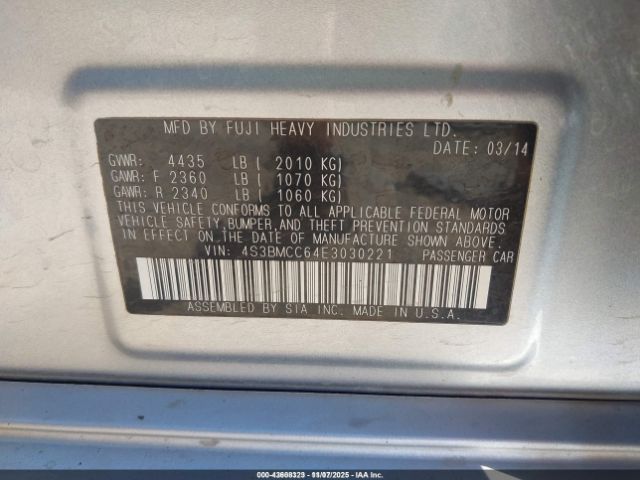 MFD BY FUJI HEAVY INDUSTRIES LTD.
DATE: 03/14
GVWR: 4435 LB ( 2010 KG)
GAWR: F 2360 LB ( 1070 KG)
GAWR: R 2340 LB ( 1060 KG)
THIS VEHICLE CONFORMS TO ALL APPLICABLE FEDERAL MOTOR
VEHICLE SAFETY, BUMPER, AND THEFT PREVENTION STANDARDS
IN EFFECT ON THE DATE OF MANUFACTURE SHOWN ABOVE.
VIN: 4S3BMCC64E3030221 PASSENGER CAR
ASSEMBLED BY SIA INC. MADE IN U.S.A.
000-43608323 - 11/07/2025 - IAAI.com